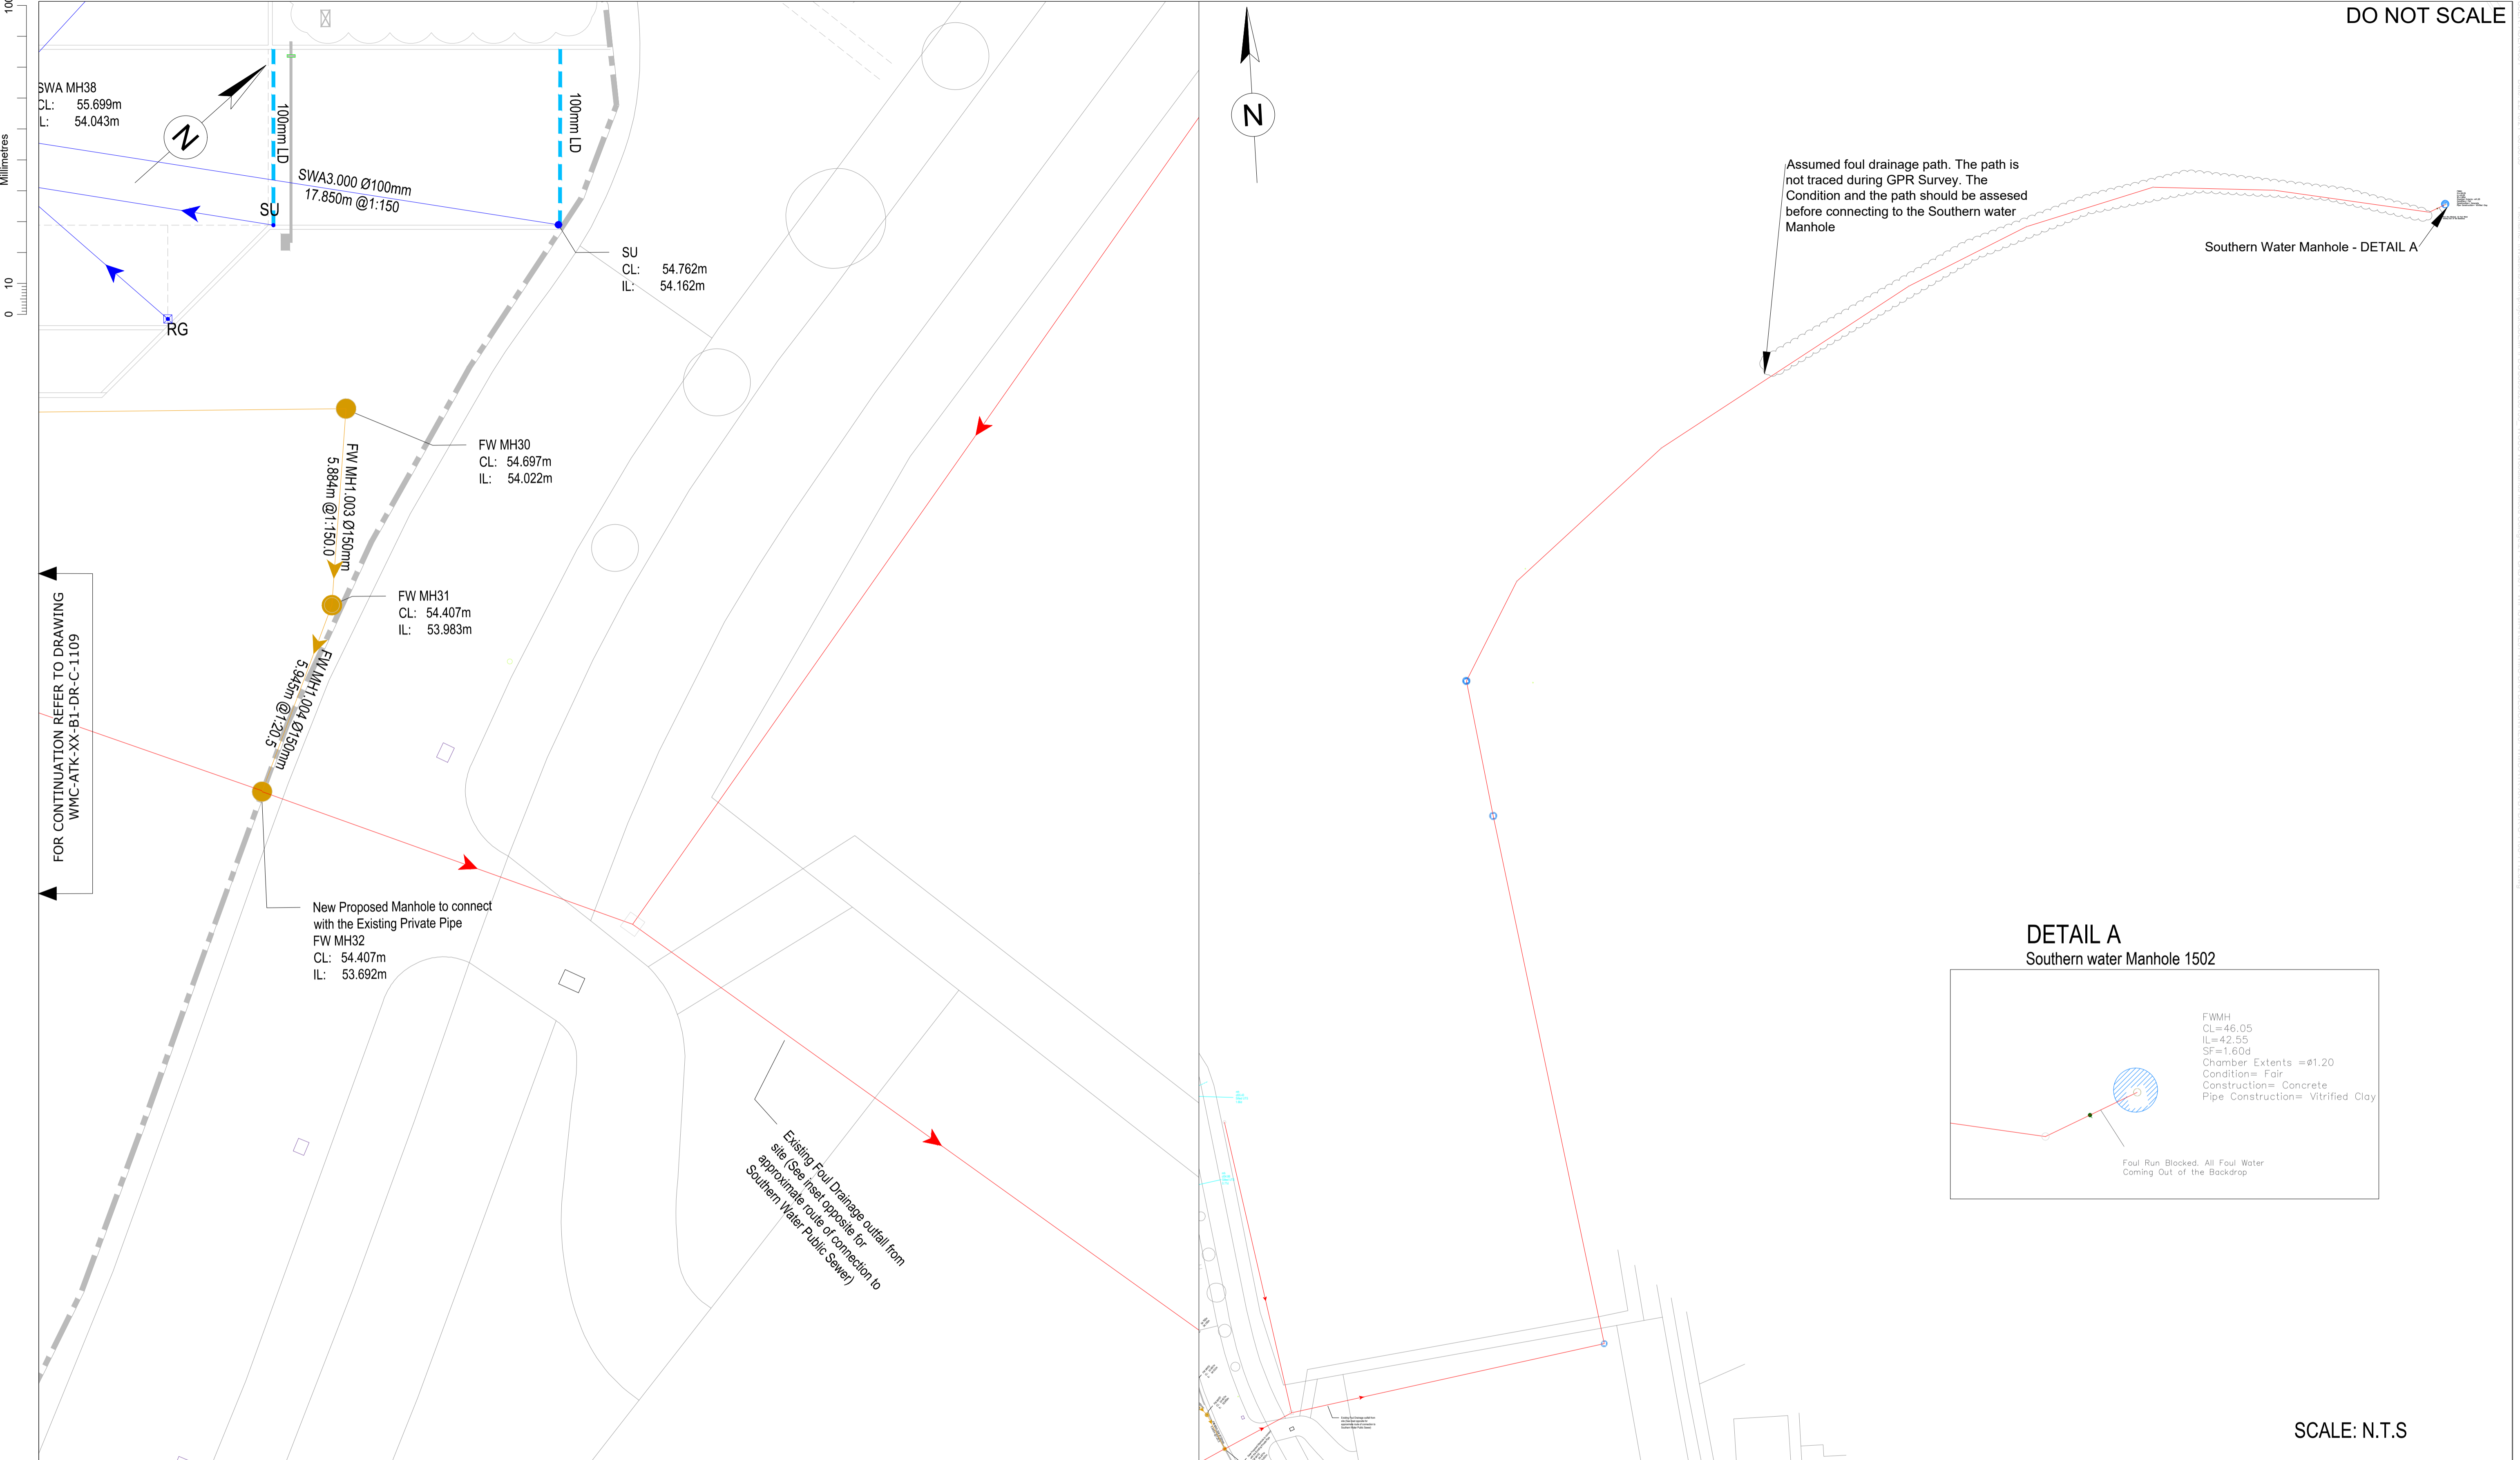 DO NOT SCALE
100
Millimetres
10
0
SWA MH38
CL: 55.699m
IL: 54.043m
N
100mm LD
100mm LD
SWA3.000 Ø100mm
17.850m @1:150
SU
SU
CL: 54.762m
IL: 54.162m
RG
FW MH30
CL: 54.697m
IL: 54.022m
FW MH1.003 Ø150mm
5.884m @1:150.0
FW MH31
CL: 54.407m
IL: 53.983m
FW MH1.004 Ø150mm
5.945m @1:20.5
FOR CONTINUATION REFER TO DRAWING
WMC-ATK-XX-B1-DR-C-1109
New Proposed Manhole to connect
with the Existing Private Pipe
FW MH32
CL: 54.407m
IL: 53.692m
Existing Foul Drainage outfall from
site (See inset opposite for
approximate route of connection to
Southern Water Public Sewer)
N
Assumed foul drainage path. The path is
not traced during GPR Survey. The
Condition and the path should be assesed
before connecting to the Southern water
Manhole
Southern Water Manhole - DETAIL A
DETAIL A
Southern water Manhole 1502
FWMH
CL=46.05
IL=42.55
SF=1.60d
Chamber Extents =Ø1.20
Condition= Fair
Construction= Concrete
Pipe Construction= Vitrified Clay
Foul Run Blocked. All Foul Water
Coming Out of the Backdrop
SCALE: N.T.S